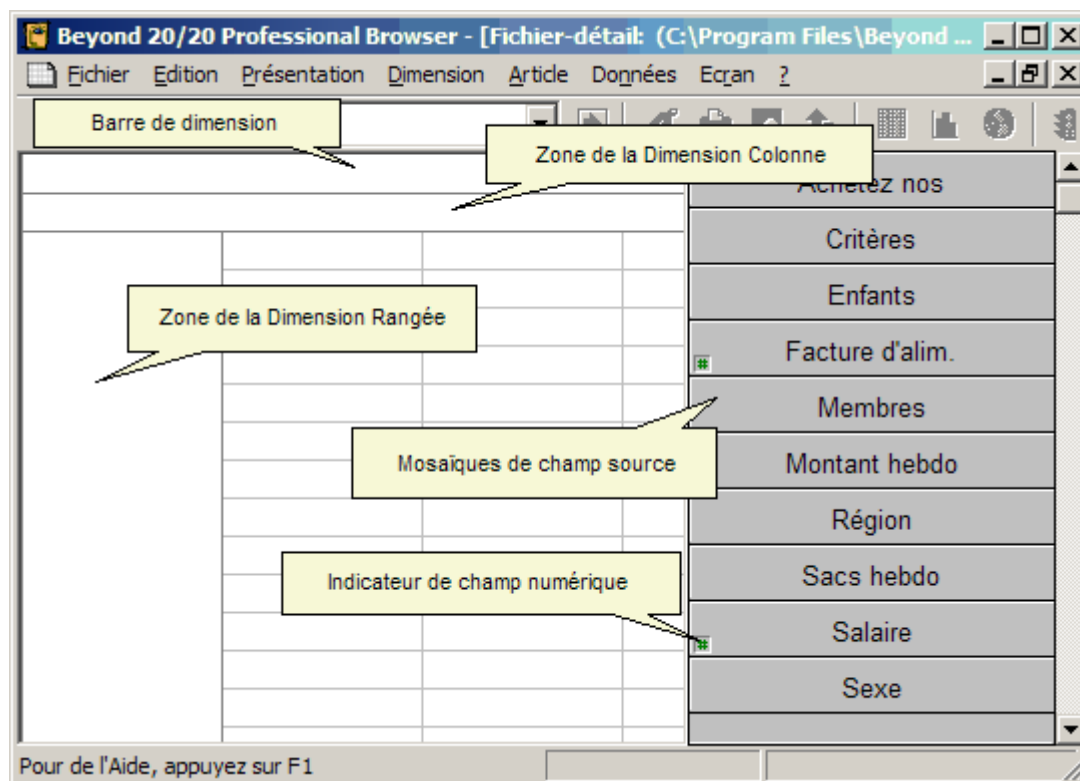 Beyond 20/20 Professional Browser - [Fichier-détail: (C:\Program Files\Beyond ...
Fichier Edition Présentation Dimension Article Données Ecran ?
Barre de dimension
Zone de la Dimension Colonne
Achetez nos
Critères
Enfants
Zone de la Dimension Rangée
Facture d'alim.
Membres
Mosaïques de champ source
Montant hebdo
Région
Indicateur de champ numérique
Sacs hebdo
Salaire
Sexe
Pour de l'Aide, appuyez sur F1